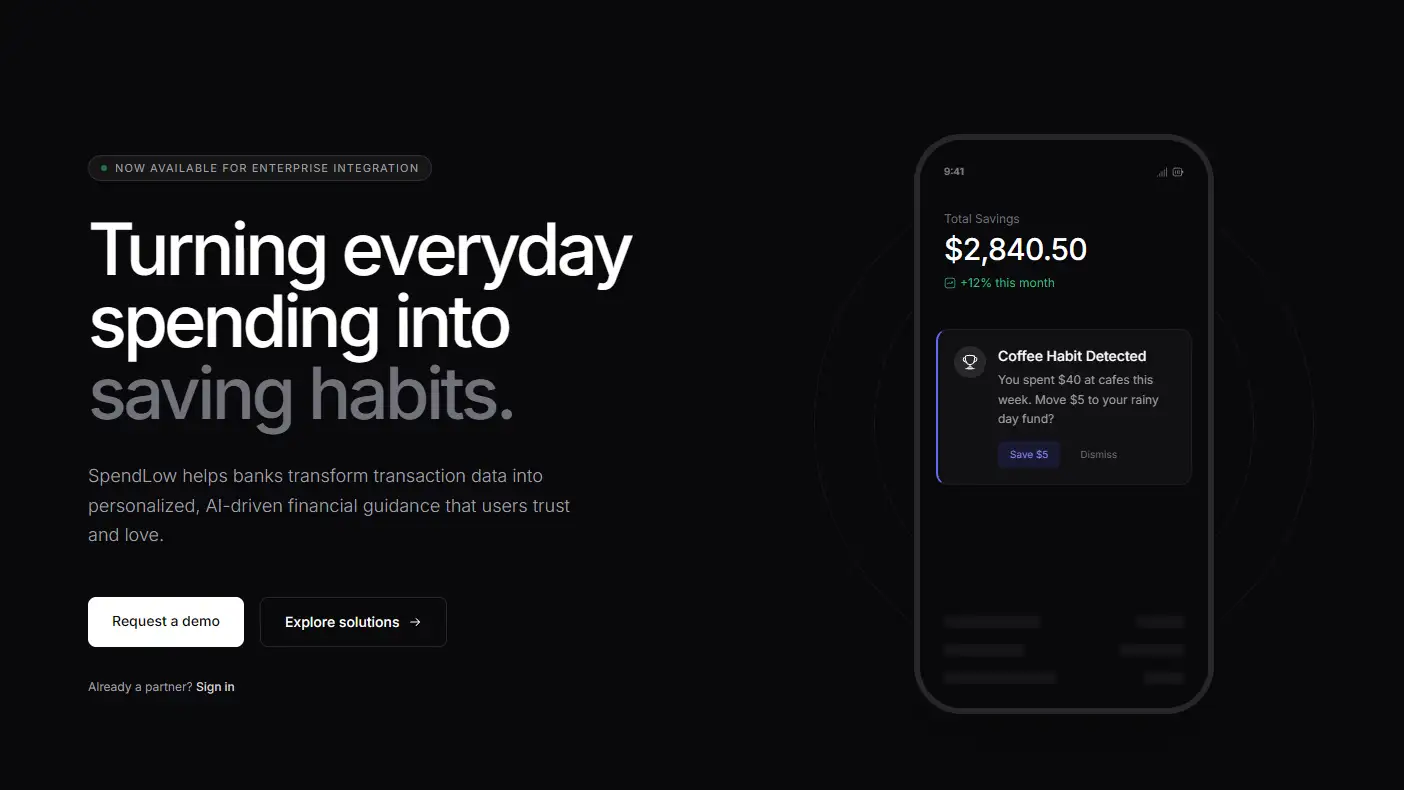 NOW AVAILABLE FOR ENTERPRISE INTEGRATION
Turning everyday
spending into
saving habits.
SpendLow helps banks transform transaction data into
personalized, AI-driven financial guidance that users trust
and love.
Request a demo
Explore solutions →
Already a partner? Sign in
9:41
Total Savings
$2,840.50
+12% this month
Coffee Habit Detected
You spent $40 at cafes this
week. Move $5 to your rainy
day fund?
Save $5
Dismiss